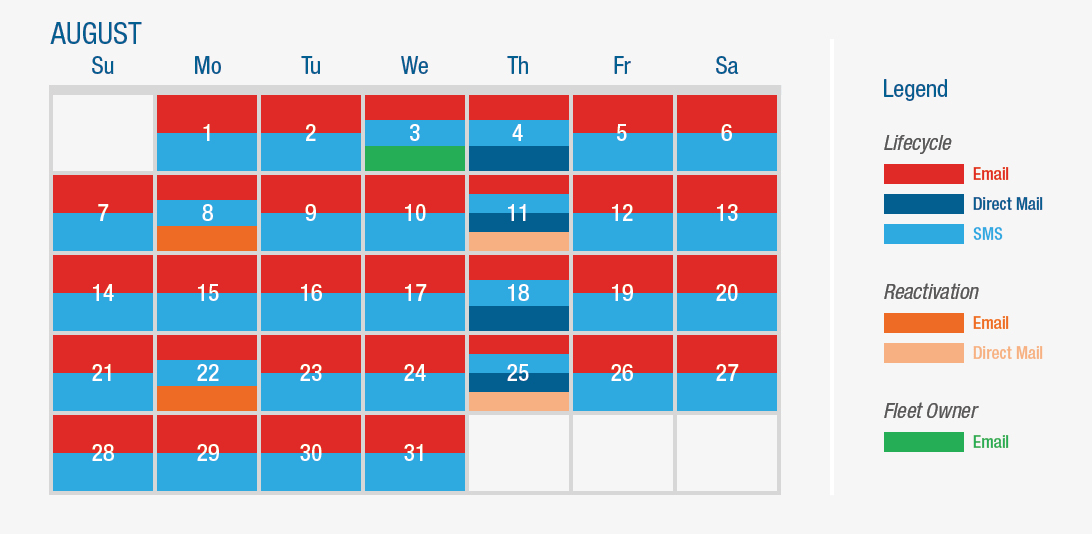 AUGUST
Su Mo Tu We Th Fr Sa
1 2 3 4 5 6
7 8 9 10 11 12 13
14 15 16 17 18 19 20
21 22 23 24 25 26 27
28 29 30 31
Legend
Lifecycle
Email
Direct Mail
SMS
Reactivation
Email
Direct Mail
Fleet Owner
Email